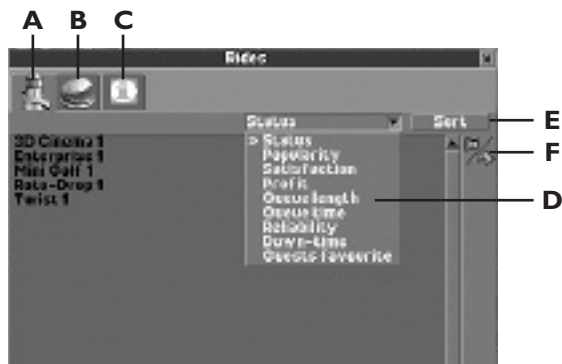 A B C
Rides
Status Sort E
3D Cinema 1
Enterprise 1
Mini Golf 1
Roto-Drop 1
Twist 1
Status
Popularity
Satisfaction
Profit
Queue length
Queue time
Reliability
Down-time
Guests favourite
F
D